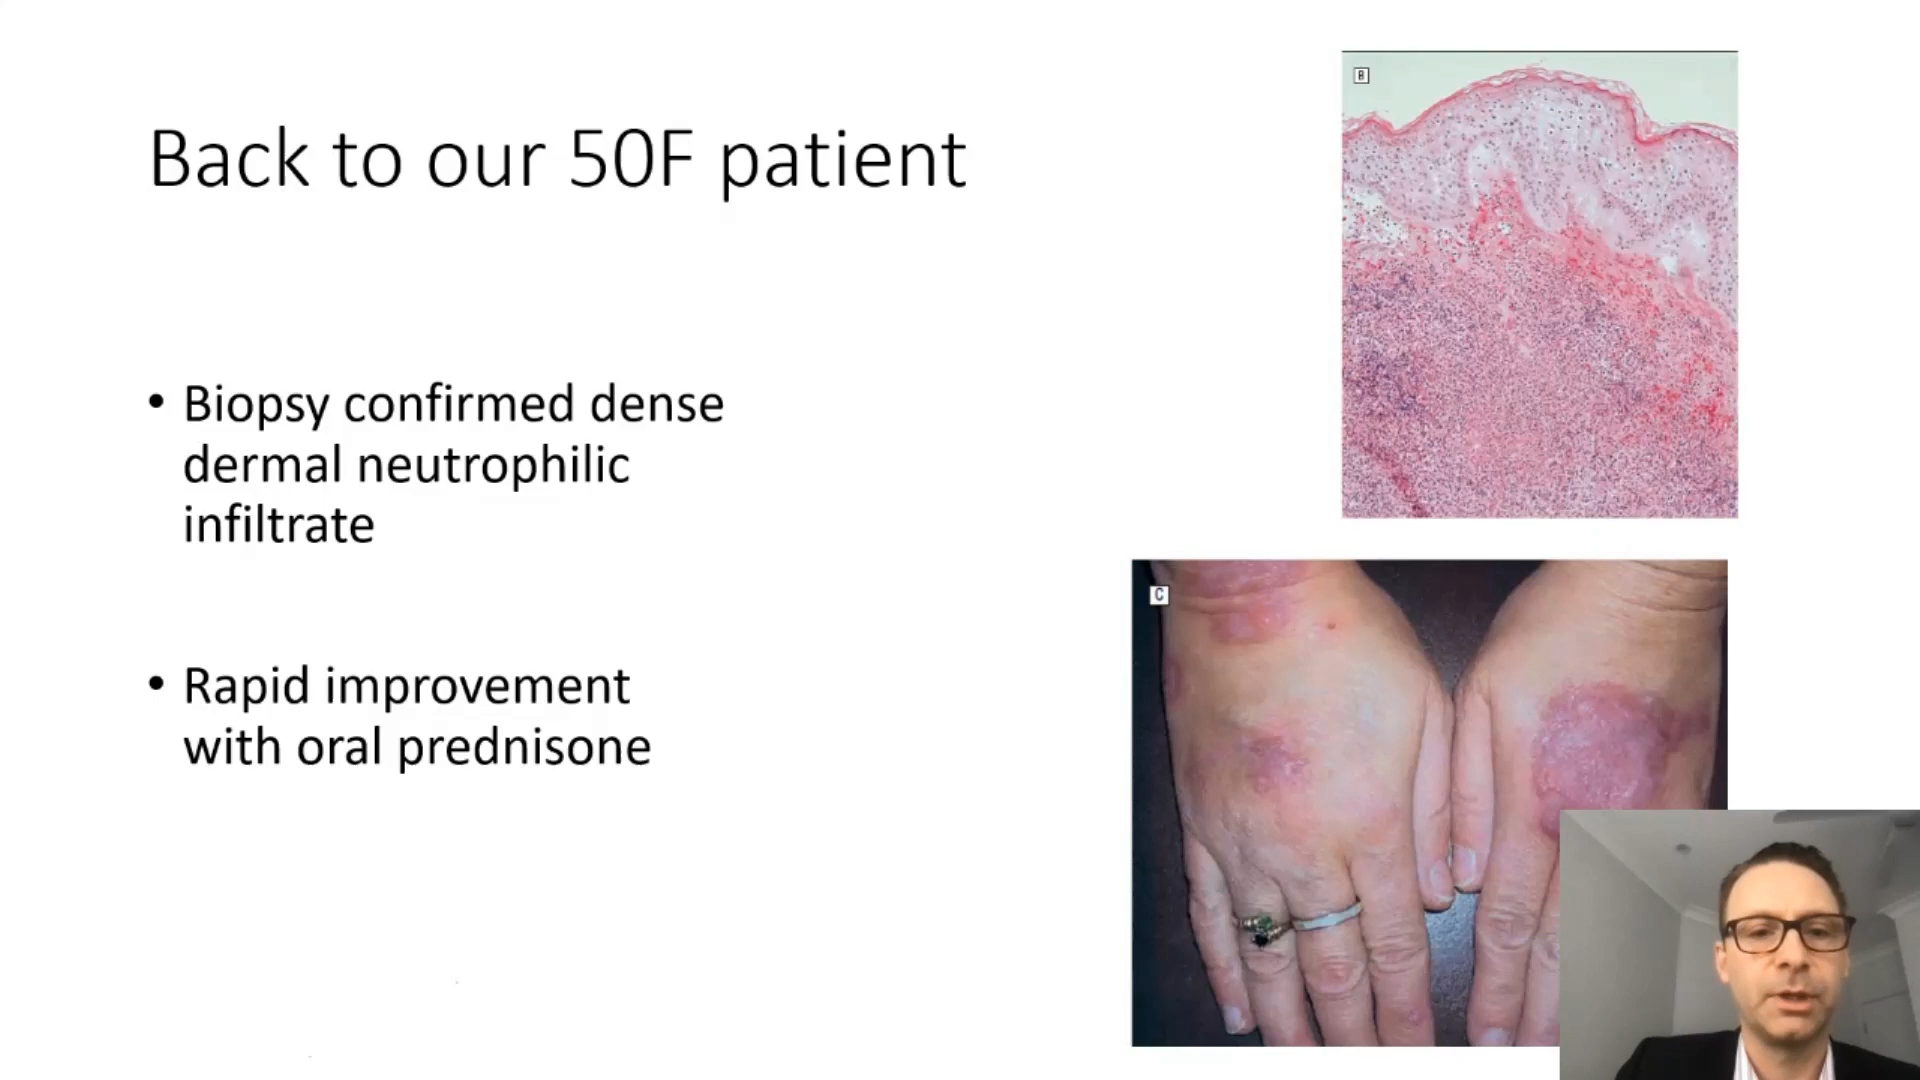 Back to our 50F patient
• Biopsy confirmed dense
dermal neutrophilic
infiltrate
• Rapid improvement
with oral prednisone
B
C